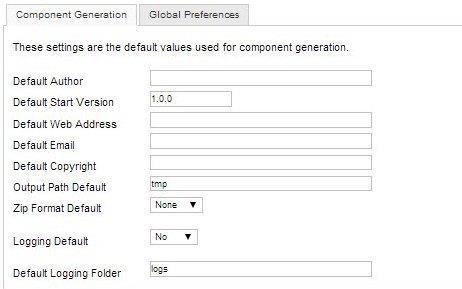 Component Generation Global Preferences
These settings are the default values used for component generation.
Default Author
Default Start Version 1.0.0
Default Web Address
Default Email
Default Copyright
Output Path Default tmp
Zip Format Default None
Logging Default No
Default Logging Folder logs